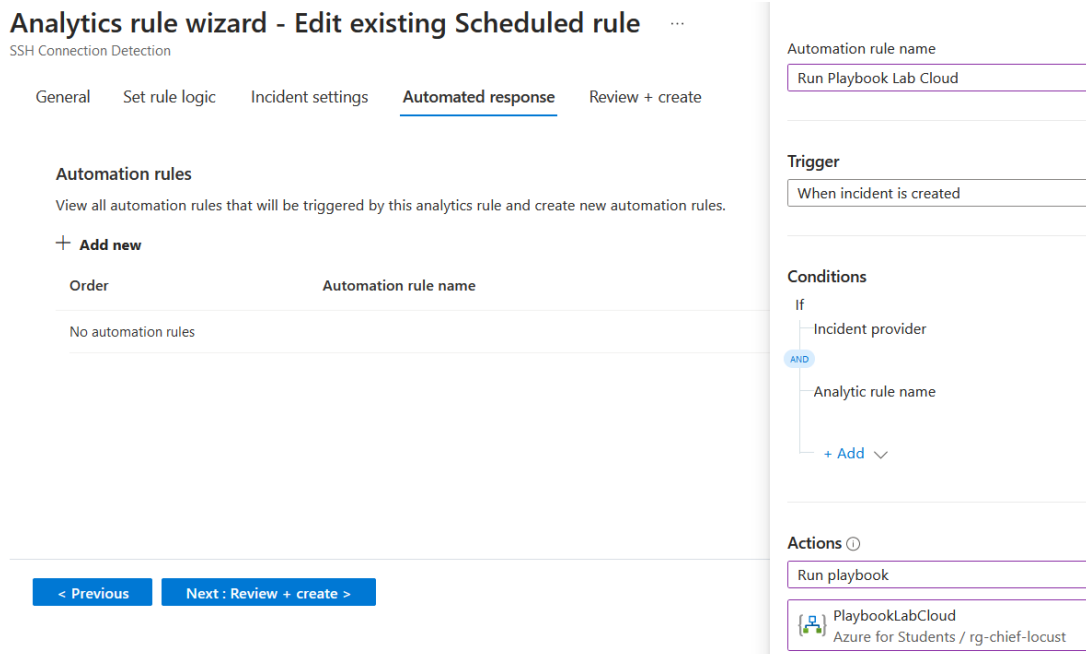 Analytics rule wizard - Edit existing Scheduled rule ...
SSH Connection Detection
General Set rule logic Incident settings Automated response Review + create
Automation rules
View all automation rules that will be triggered by this analytics rule and create new automation rules.
+ Add new
Order Automation rule name
No automation rules
< Previous Next : Review + create >
Automation rule name
Run Playbook Lab Cloud
Trigger
When incident is created
Conditions
If
Incident provider
AND
Analytic rule name
+ Add
Actions
Run playbook
PlaybookLabCloud
Azure for Students / rg-chief-locust